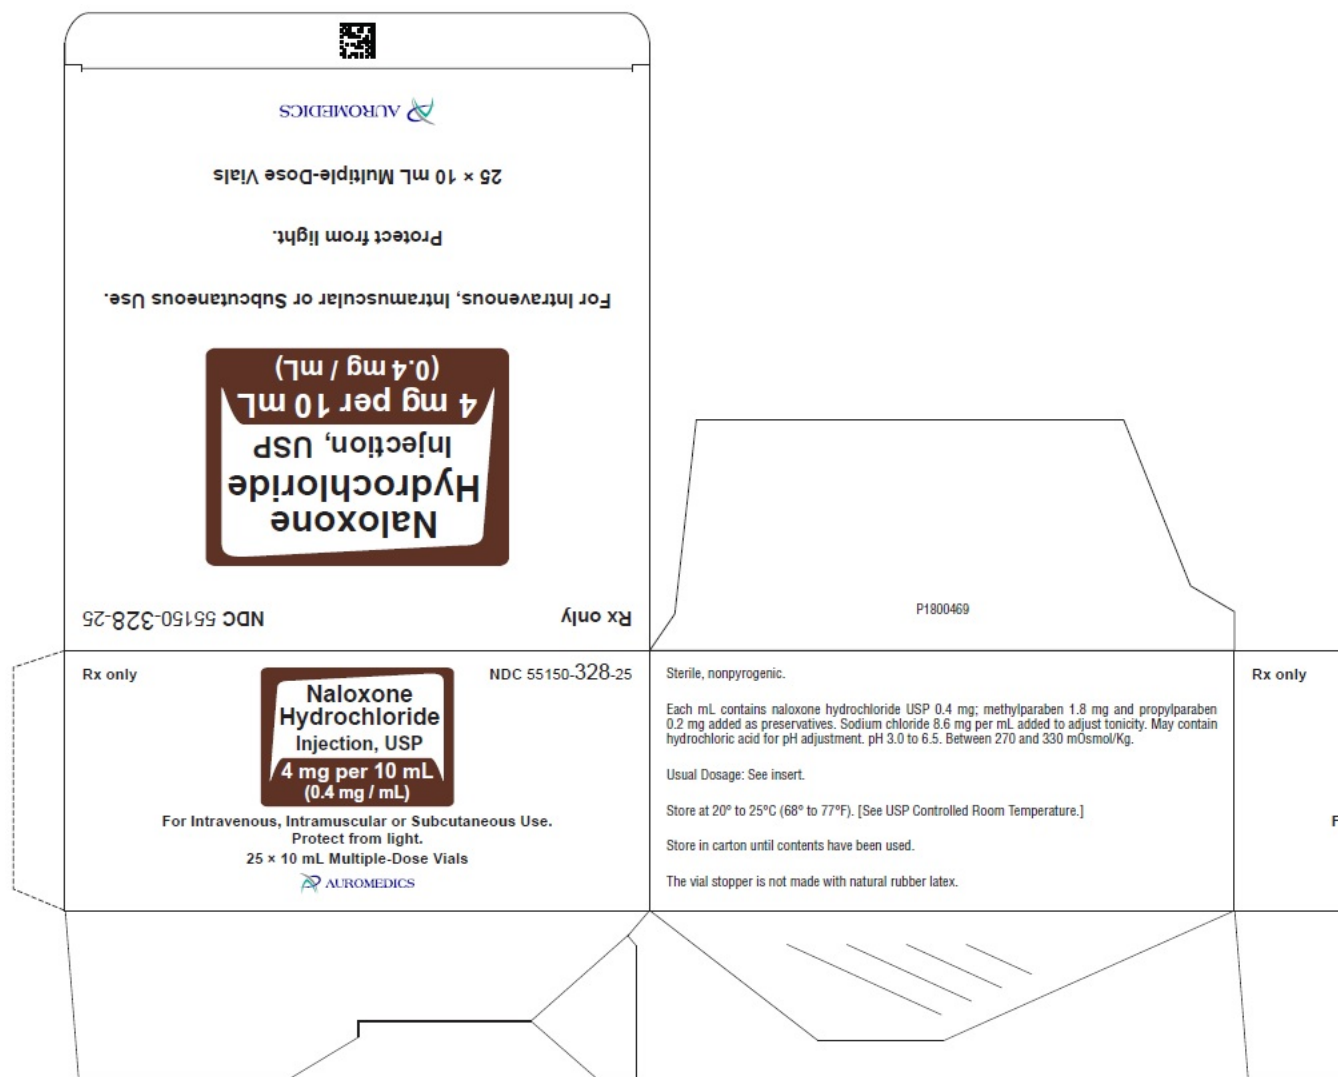 AUROMEDICS
25 × 10 mL Multiple-Dose Vials
Protect from light.
For Intravenous, Intramuscular or Subcutaneous Use.
(0.4 mg / mL)
4 mg per 10 mL
Injection, USP
Hydrochloride
Naloxone
Rx only
NDC 55150-328-25
P1800469
Rx only
NDC 55150-328-25
Naloxone
Hydrochloride
Injection, USP
4 mg per 10 mL
(0.4 mg / mL)
For Intravenous, Intramuscular or Subcutaneous Use.
Protect from light.
25 × 10 mL Multiple-Dose Vials
AUROMEDICS
Sterile, nonpyrogenic.
Each mL contains naloxone hydrochloride USP 0.4 mg; methylparaben 1.8 mg and propylparaben
0.2 mg added as preservatives. Sodium chloride 8.6 mg per mL added to adjust tonicity. May contain
hydrochloric acid for pH adjustment. pH 3.0 to 6.5. Between 270 and 330 mOsmol/Kg.
Usual Dosage: See insert.
Store at 20° to 25°C (68° to 77°F). [See USP Controlled Room Temperature.]
Store in carton until contents have been used.
The vial stopper is not made with natural rubber latex.
Rx only